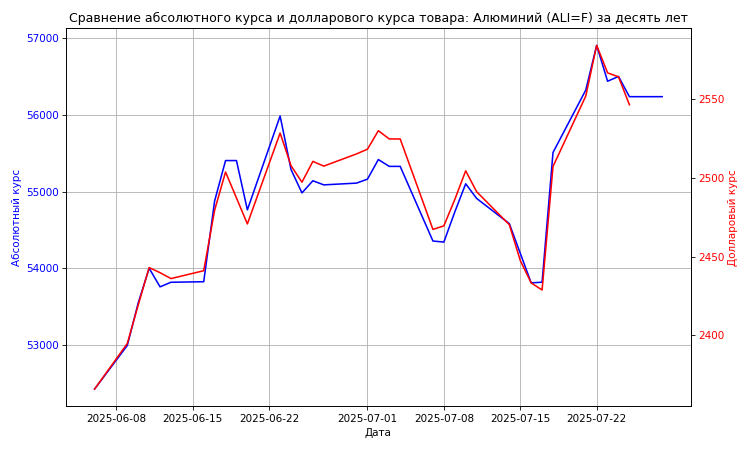 Сравнение абсолютного курса и долларового курса товара: Алюминий (ALI=F) за десять лет
57000
56000
55000
54000
53000
Абсолютный курс
2550
2500
2450
2400
Долларовый курс
2025-06-08 2025-06-15 2025-06-22 2025-07-01 2025-07-08 2025-07-15 2025-07-22
Дата